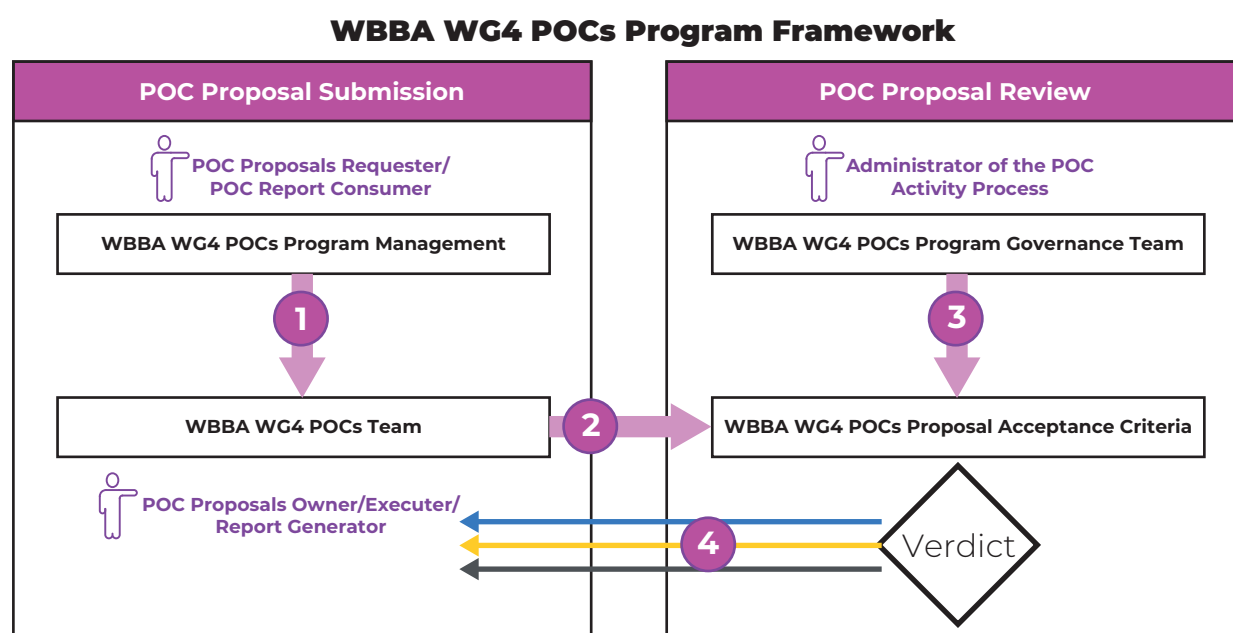 WBBA WG4 POCs Program Framework
POC Proposal Submission
POC Proposals Requester/
POC Report Consumer
WBBA WG4 POCs Program Management
1
WBBA WG4 POCs Team
2
POC Proposals Owner/Executer/
Report Generator
POC Proposal Review
Administrator of the POC
Activity Process
WBBA WG4 POCs Program Governance Team
3
WBBA WG4 POCs Proposal Acceptance Criteria
Verdict
4